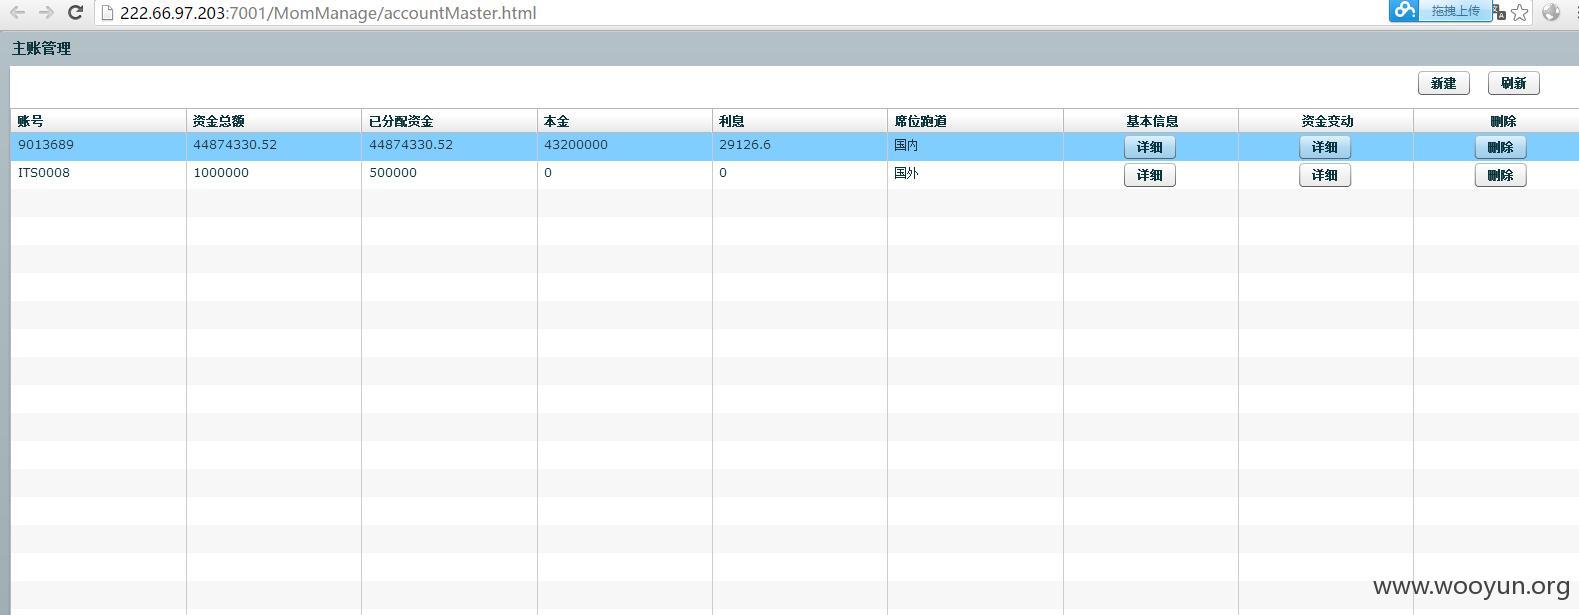 222.66.97.203:7001/MomManage/accountMaster.html 拖拽上传
主账管理
新建 刷新
账号 资金总额 已分配资金 本金 利息 席位跑道 基本信息 资金变动 删除
9013689 44874330.52 44874330.52 43200000 29126.6 国内 详细 详细 删除
ITS0008 1000000 500000 0 0 国外 详细 详细 删除
www.wooyun.org